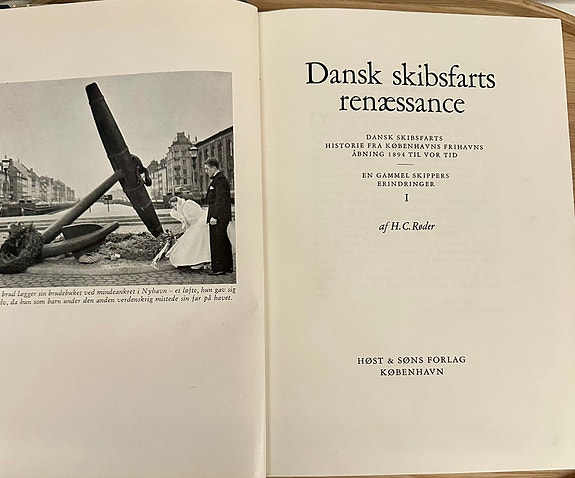 brud lægger sin brudebuket ved mindeankret i Nyhavn – et løfte, hun gav sig
lv, da hun som barn under den anden verdenskrig mistede sin far på havet.
Dansk skibsfarts
renæssance
DANSK SKIBSFARTS
HISTORIE FRA KØBENHAVNS FRIHAVNS
ÅBNING 1894 TIL VOR TID
EN GAMMEL SKIPPERS
ERINDRINGER
I
af H. C. Røder
HØST & SØNS FORLAG
KØBENHAVN